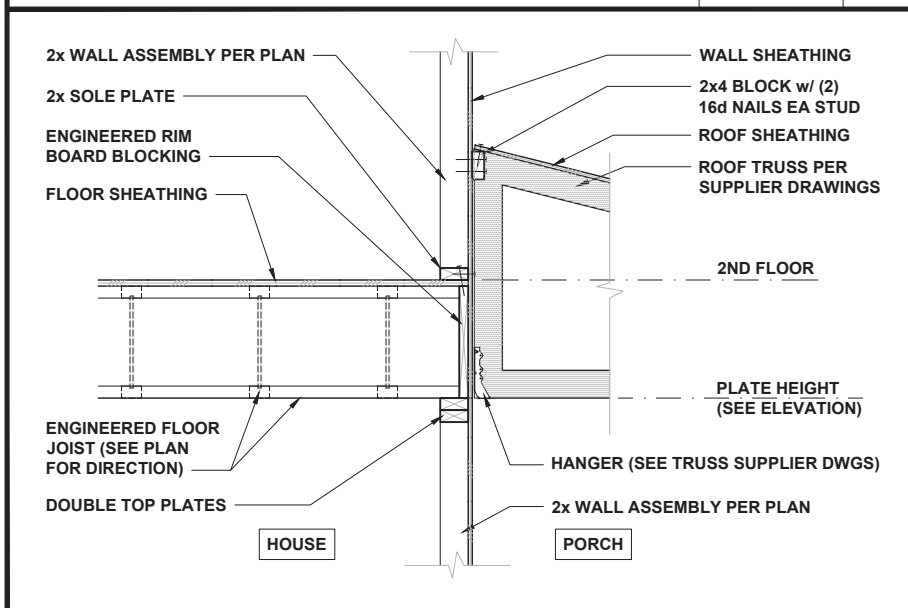 2x WALL ASSEMBLY PER PLAN
2x SOLE PLATE
ENGINEERED RIM
BOARD BLOCKING
FLOOR SHEATHING
ENGINEERED FLOOR
JOIST (SEE PLAN
FOR DIRECTION)
DOUBLE TOP PLATES
HOUSE
WALL SHEATHING
2x4 BLOCK w/ (2)
16d NAILS EA STUD
ROOF SHEATHING
ROOF TRUSS PER
SUPPLIER DRAWINGS
2ND FLOOR
PLATE HEIGHT
(SEE ELEVATION)
HANGER (SEE TRUSS SUPPLIER DWGS)
2x WALL ASSEMBLY PER PLAN
PORCH